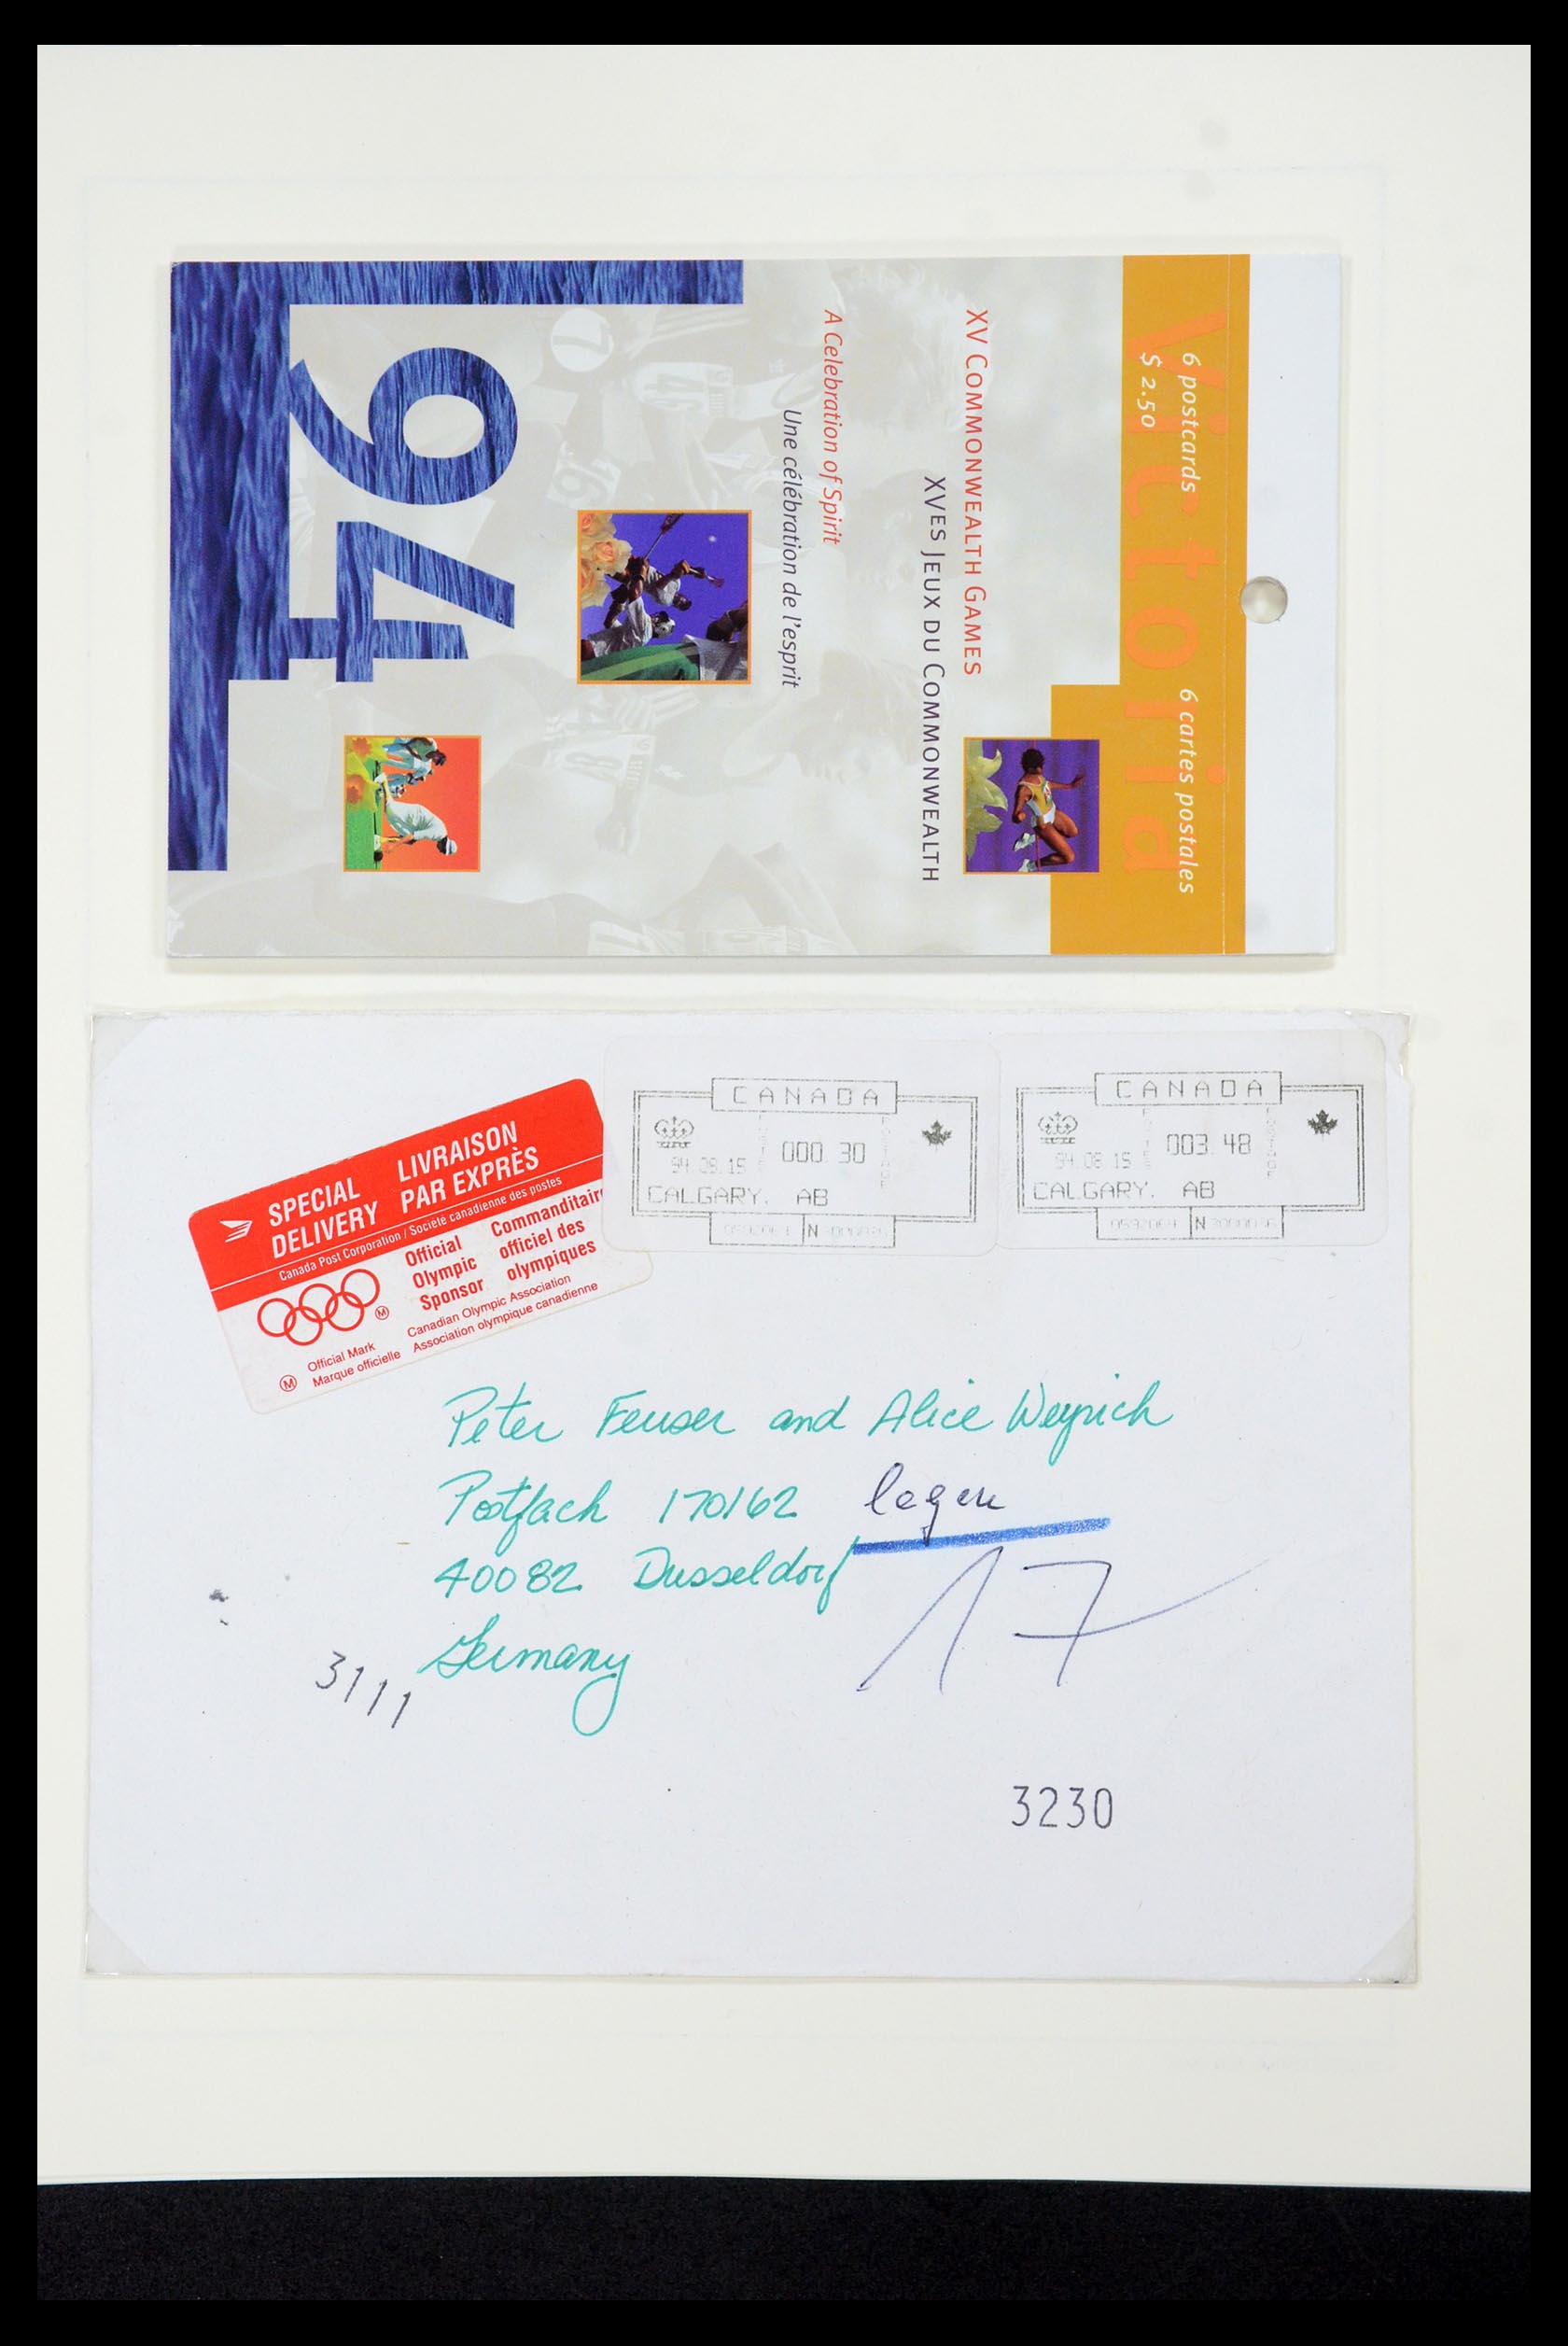 Victoria
6 postcards
$ 2.50
6 cartes postales
XV COMMONWEALTH GAMES
XVES JEUX DU COMMONWEALTH
A Celebration of Spirit
Une célébration de l'esprit
94
SPECIAL DELIVERY
LIVRAISON PAR EXPRÈS
Canada Post Corporation / Société canadienne des postes
Official Olympic Sponsor
Commanditaire officiel des olympiques
Canadian Olympic Association
Association olympique canadienne
M
Official Mark
M Marque officielle
CANADA
000.30
94.08.15
CALGARY, AB
N
CANADA
003.48
94 08 15
CALGARY, AB
N
Peter Feuser and Alice Weyrich
Postfach 170162
lagern
40082 Dusseldorf
Germany
17
3111
3230